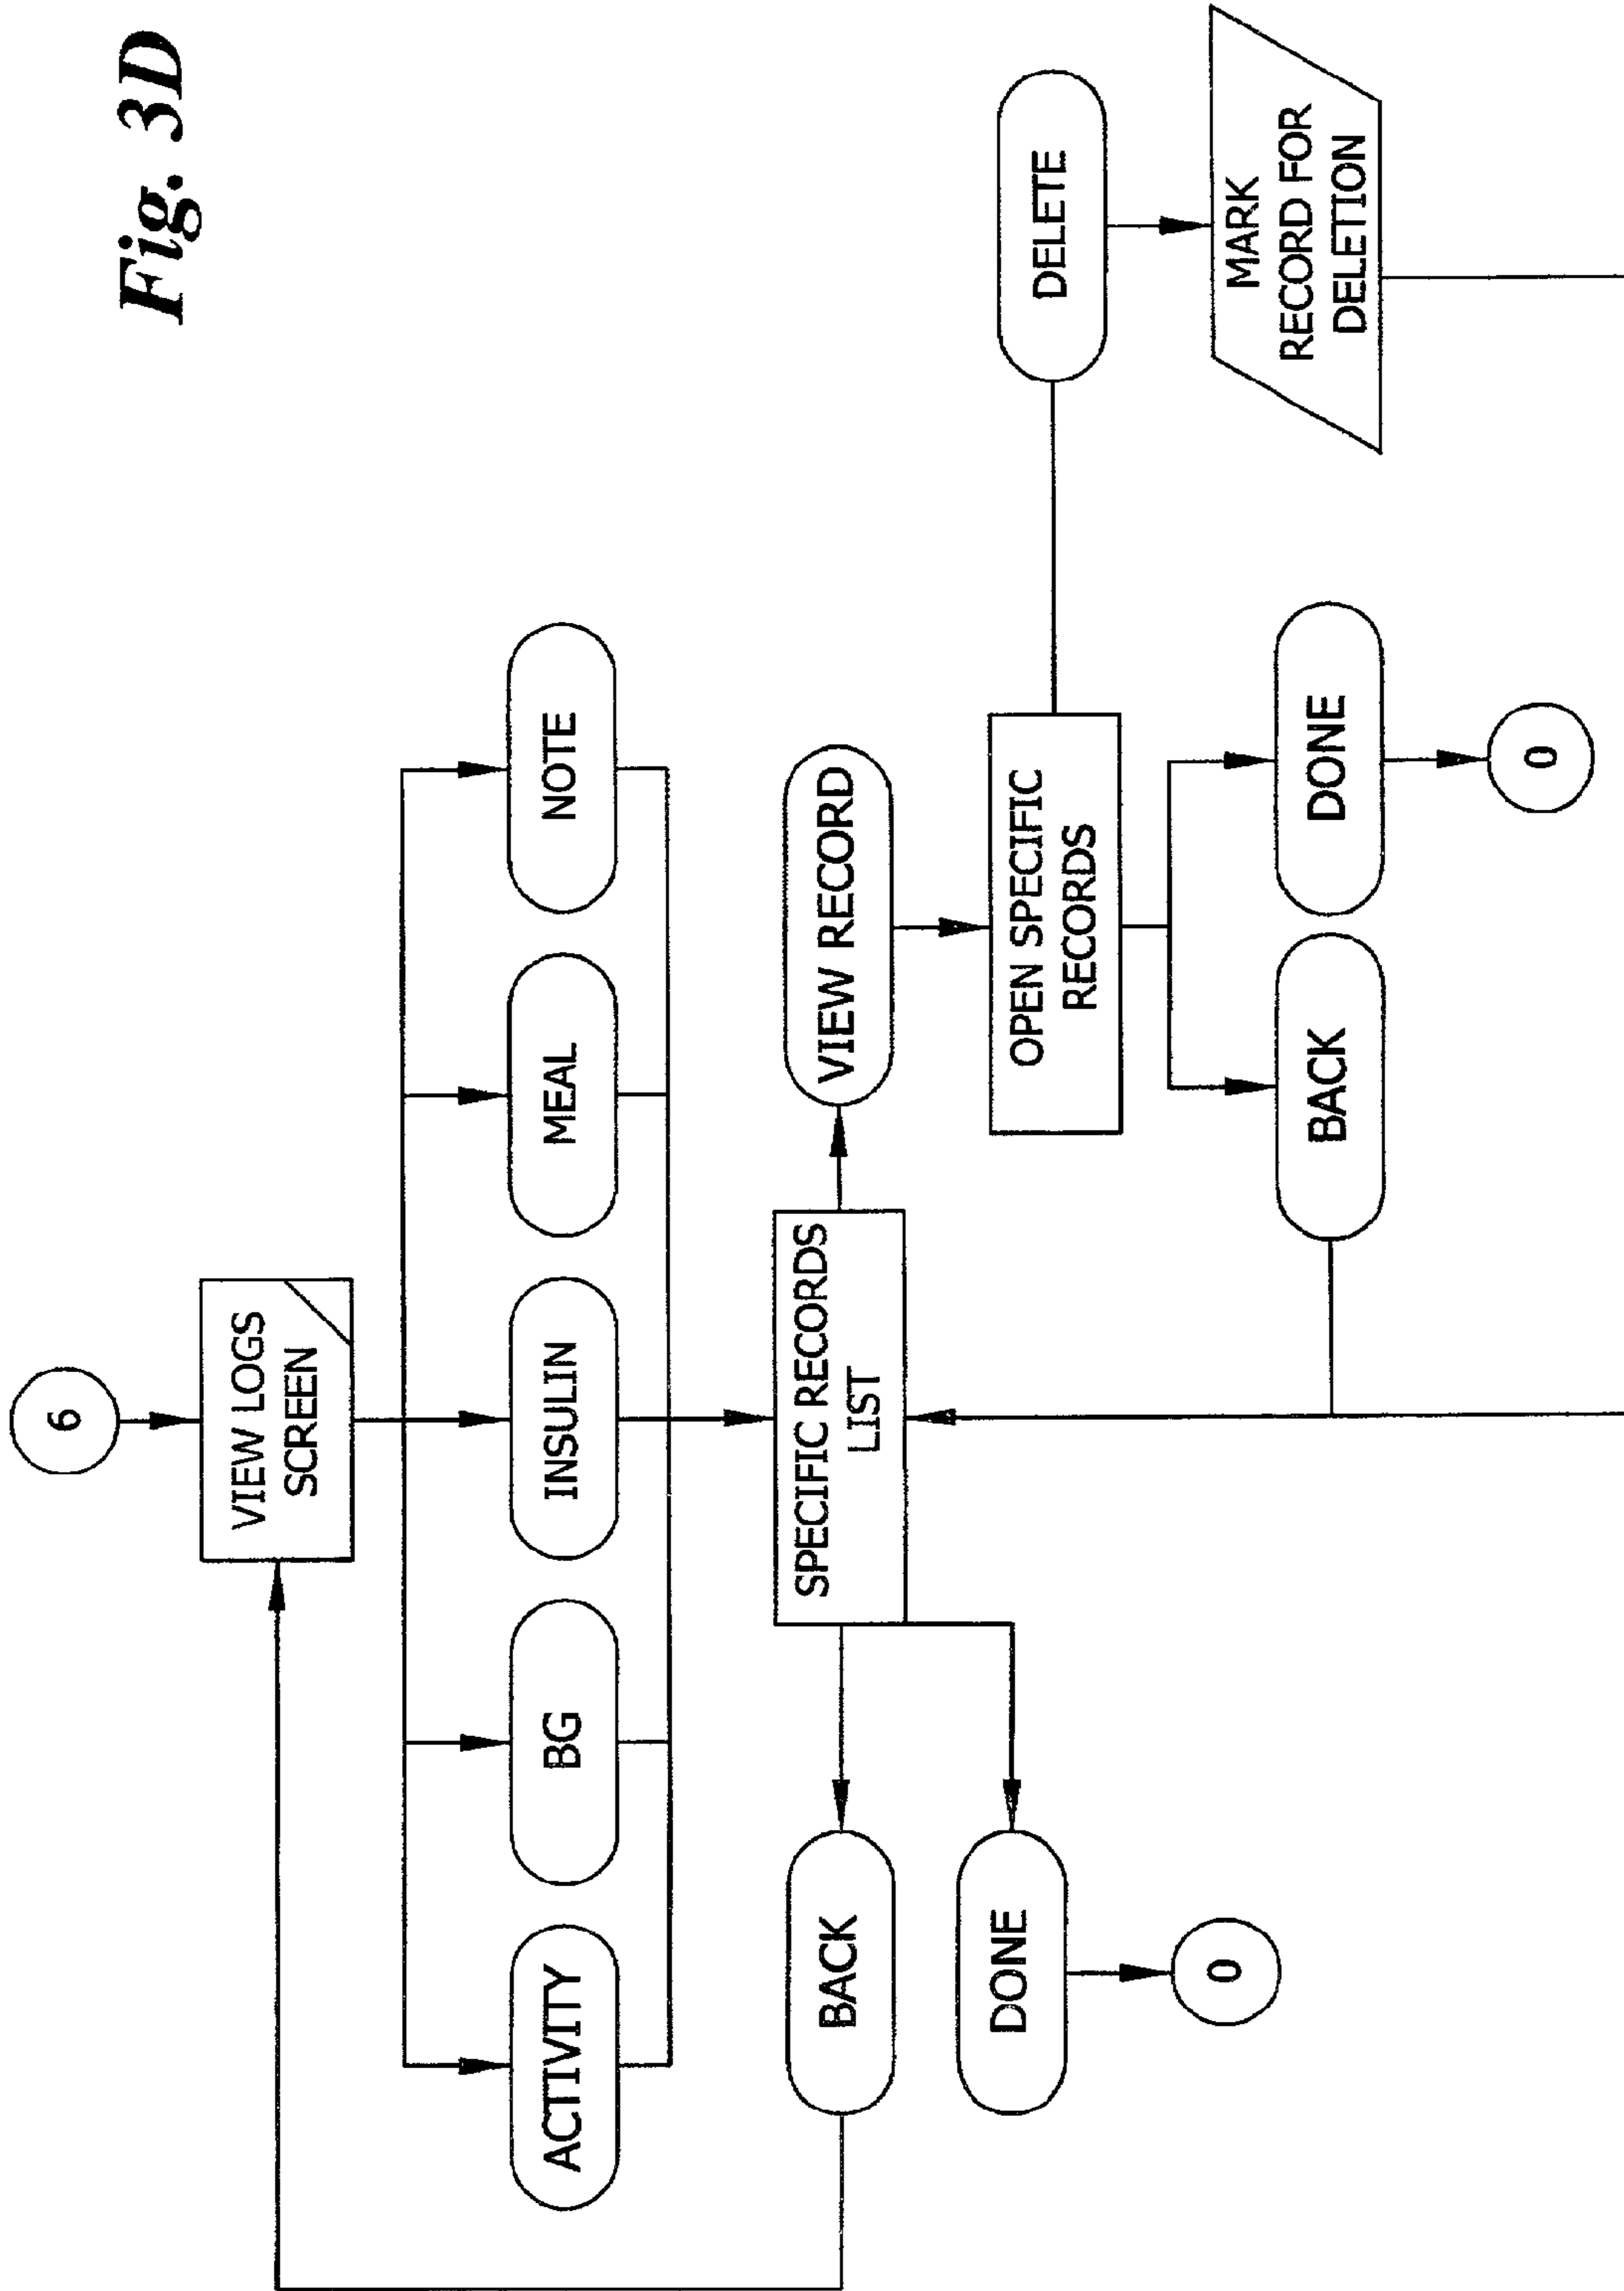 Fig. 3D
6
VIEW LOGS
SCREEN
ACTIVITY
BG
INSULIN
MEAL
NOTE
BACK
SPECIFIC RECORDS
LIST
VIEW RECORD
DONE
0
OPEN SPECIFIC
RECORDS
DELETE
MARK
RECORD FOR
DELETION
BACK
DONE
0